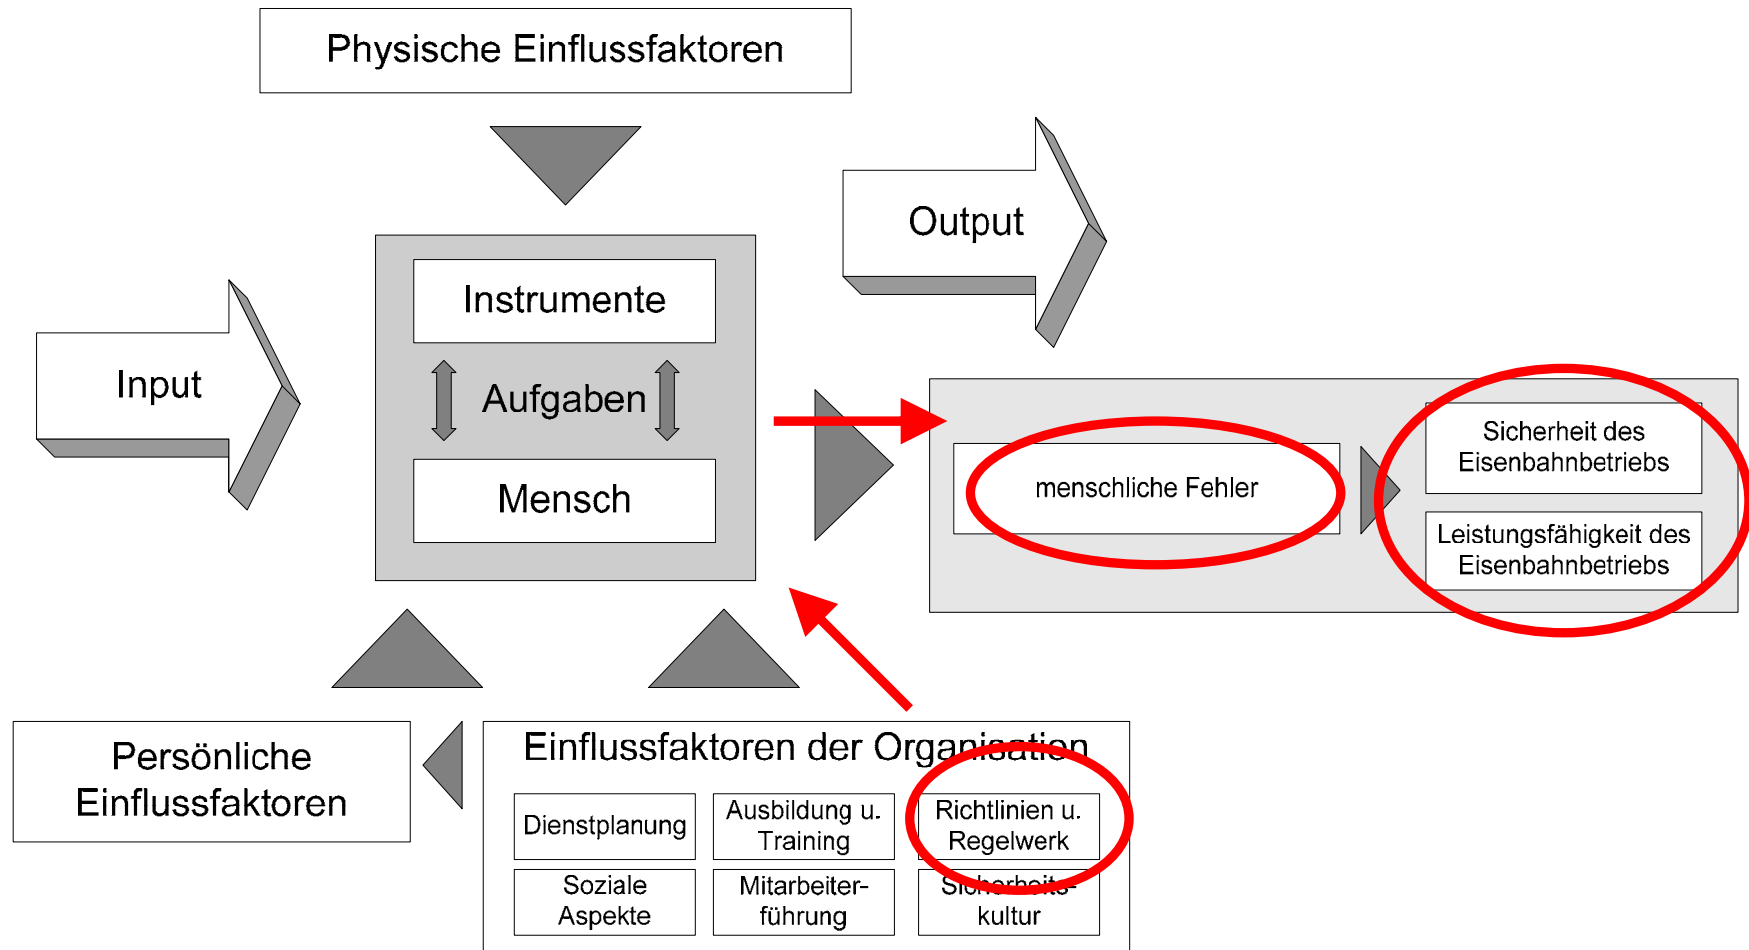 Physische Einflussfaktoren
Output
Instrumente
Input
Aufgaben
Mensch
menschliche Fehler
Sicherheit des
Eisenbahnbetriebs
Leistungsfähigkeit des
Eisenbahnbetriebs
Persönliche
Einflussfaktoren
Einflussfaktoren der Organisation
Dienstplanung
Ausbildung u.
Training
Richtlinien u.
Regelwerk
Soziale
Aspekte
Mitarbeiter-
führung
Sicherheits-
kultur